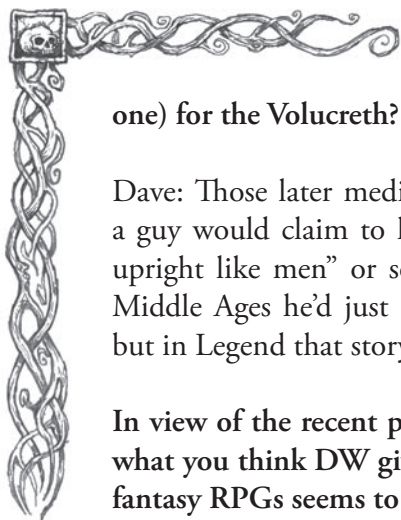 one) for the Volucreth?
Dave: Those later medi
a guy would claim to
upright like men” or s
Middle Ages he’d just
but in Legend that story
In view of the recent p
what you think DW gi
fantasy RPGs seems to